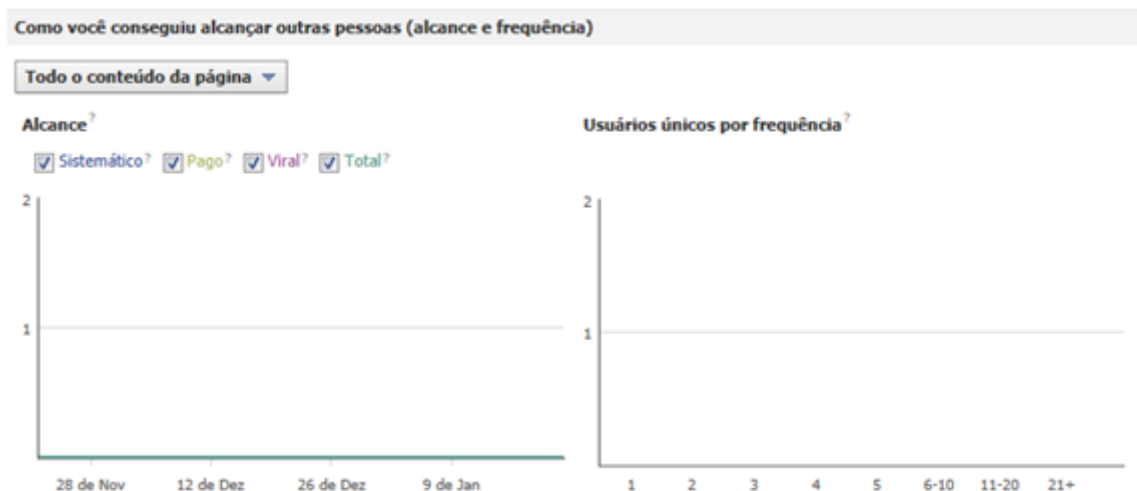 Como você conseguiu alcançar outras pessoas (alcance e frequência)
Todo o conteúdo da página
Alcance?
Usuários únicos por frequência?
Sistemático? Pago? Viral? Total?
2
1
28 de Nov 12 de Dez 26 de Dez 9 de Jan
2
1
1 2 3 4 5 6-10 11-20 21+